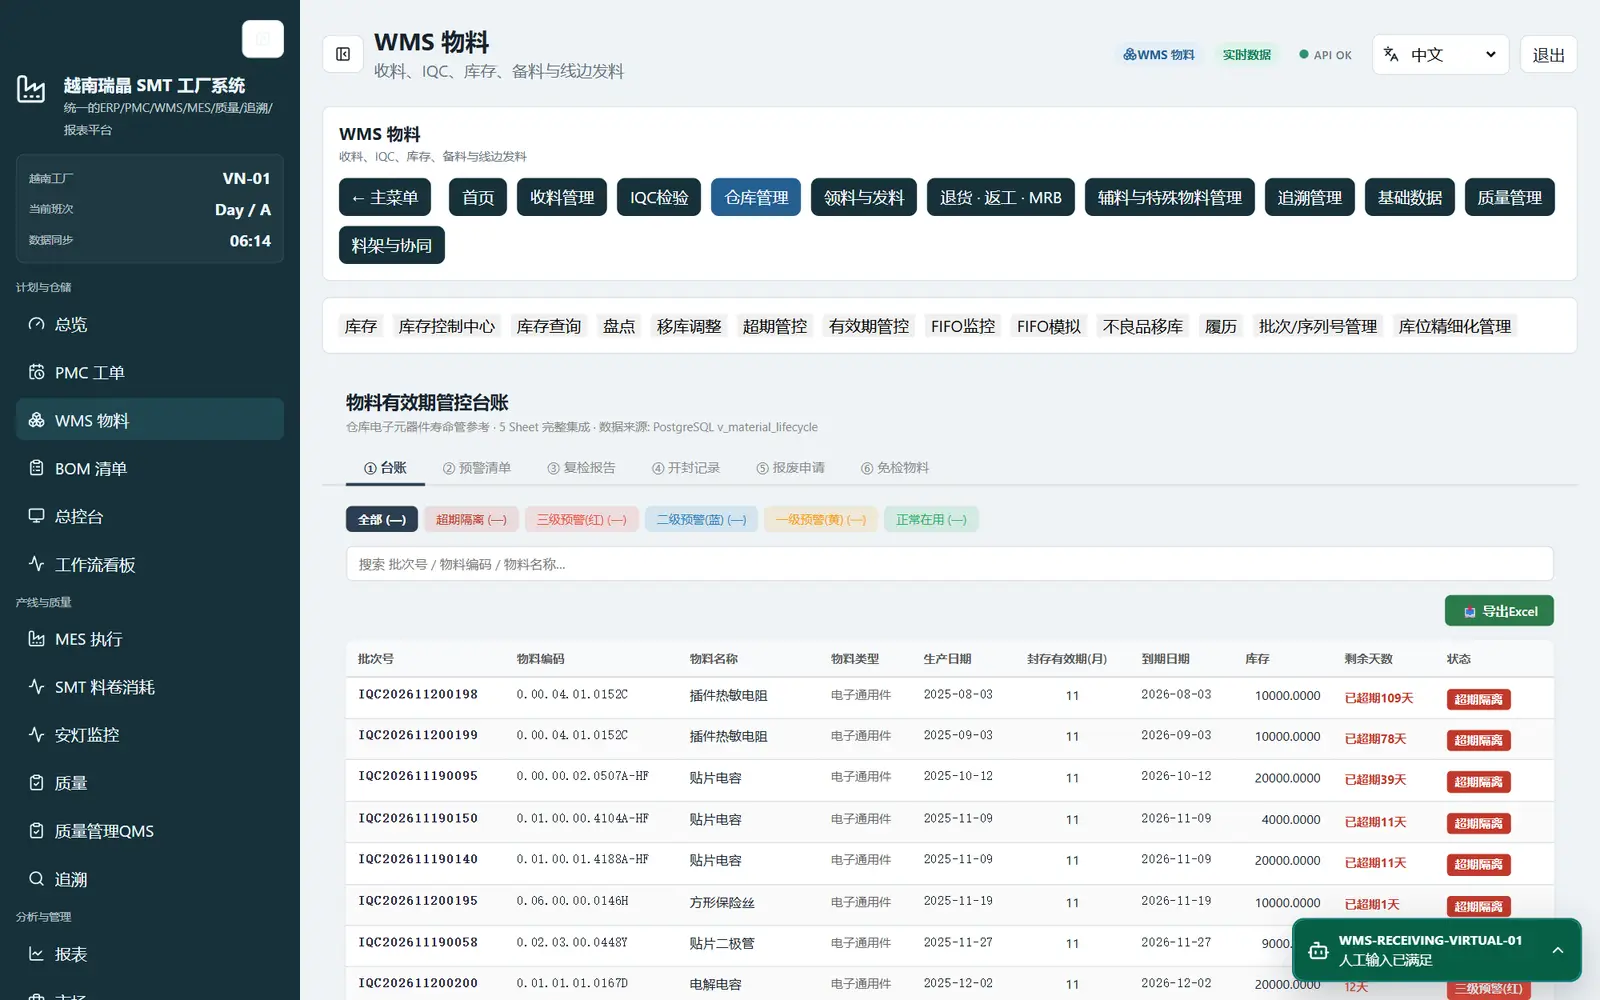 越南瑞晶 SMT 工厂系统
统一的ERP/PMC/WMS/MES/质量/追溯/
报表平台
越南工厂 VN-01
当前班次 Day / A
数据同步 06:14
计划与仓储
总览
PMC 工单
WMS 物料
BOM 清单
总控台
工作流看板
产线与质量
MES 执行
SMT 料卷消耗
安灯监控
质量
质量管理QMS
追溯
分析与管理
报表
WMS 物料
收料、IQC、库存、备料与线边发料
WMS 物料 实时数据 API OK 中文 退出
WMS 物料
收料、IQC、库存、备料与线边发料
← 主菜单 首页 收料管理 IQC检验 仓库管理 领料与发料 退货 · 返工 · MRB 辅料与特殊物料管理 追溯管理 基础数据 质量管理
料架与协同
库存 库存控制中心 库存查询 盘点 移库调整 超期管控 有效期管控 FIFO监控 FIFO模拟 不良品移库 履历 批次/序列号管理 库位精细化管理
物料有效期管控台账
仓库电子元器件寿命管参考 · 5 Sheet 完整集成 · 数据来源: PostgreSQL v_material_lifecycle
① 台账 ② 预警清单 ③ 复检报告 ④ 开封记录 ⑤ 报废申请 ⑥ 免检物料
全部 (—) 超期隔离 (—) 三级预警(红) (—) 二级预警(蓝) (—) 一级预警(黄) (—) 正常在用 (—)
搜索 批次号 / 物料编码 / 物料名称...
导出Excel
批次号 物料编码 物料名称 物料类型 生产日期 封存有效期(月) 到期日期 库存 剩余天数 状态
IQC202611200198 0.00.04.01.0152C 插件热敏电阻 电子通用件 2025-08-03 11 2026-08-03 10000.0000 已超期109天 超期隔离
IQC202611200199 0.00.04.01.0152C 插件热敏电阻 电子通用件 2025-09-03 11 2026-09-03 10000.0000 已超期78天 超期隔离
IQC202611190095 0.00.00.02.0507A-HF 贴片电容 电子通用件 2025-10-12 11 2026-10-12 20000.0000 已超期39天 超期隔离
IQC202611190150 0.01.00.00.4104A-HF 贴片电容 电子通用件 2025-11-09 11 2026-11-09 4000.0000 已超期11天 超期隔离
IQC202611190140 0.01.00.01.4188A-HF 贴片电容 电子通用件 2025-11-09 11 2026-11-09 20000.0000 已超期11天 超期隔离
IQC202611200195 0.06.00.00.0146H 方形保险丝 电子通用件 2025-11-19 11 2026-11-19 10000.0000 已超期1天 超期隔离
IQC202611190058 0.02.03.00.0448Y 贴片二极管 电子通用件 2025-11-27 11 2026-11-27 9000.
IQC202611200200 0.01.01.01.0167D 电解电容 电子通用件 2025-12-02 11 2026-12-02 20000.0000 12天 三级预警(红)
WMS-RECEIVING-VIRTUAL-01
人工输入已满足